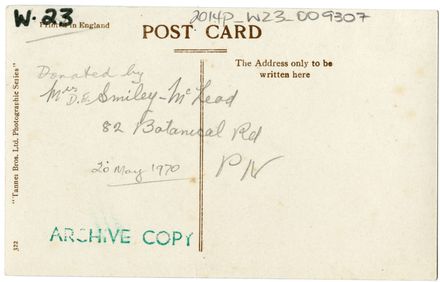 W-23
Printed in England
2014P_W23_009307
POST CARD
The Address only to be
written here
Donated by
Mrs D.E. Smiley-McLead
82 Botanical Rd
PN
20 May 1970
ARCHIVE COPY
"Tanner Bros. Ltd. Photographic Series."
322